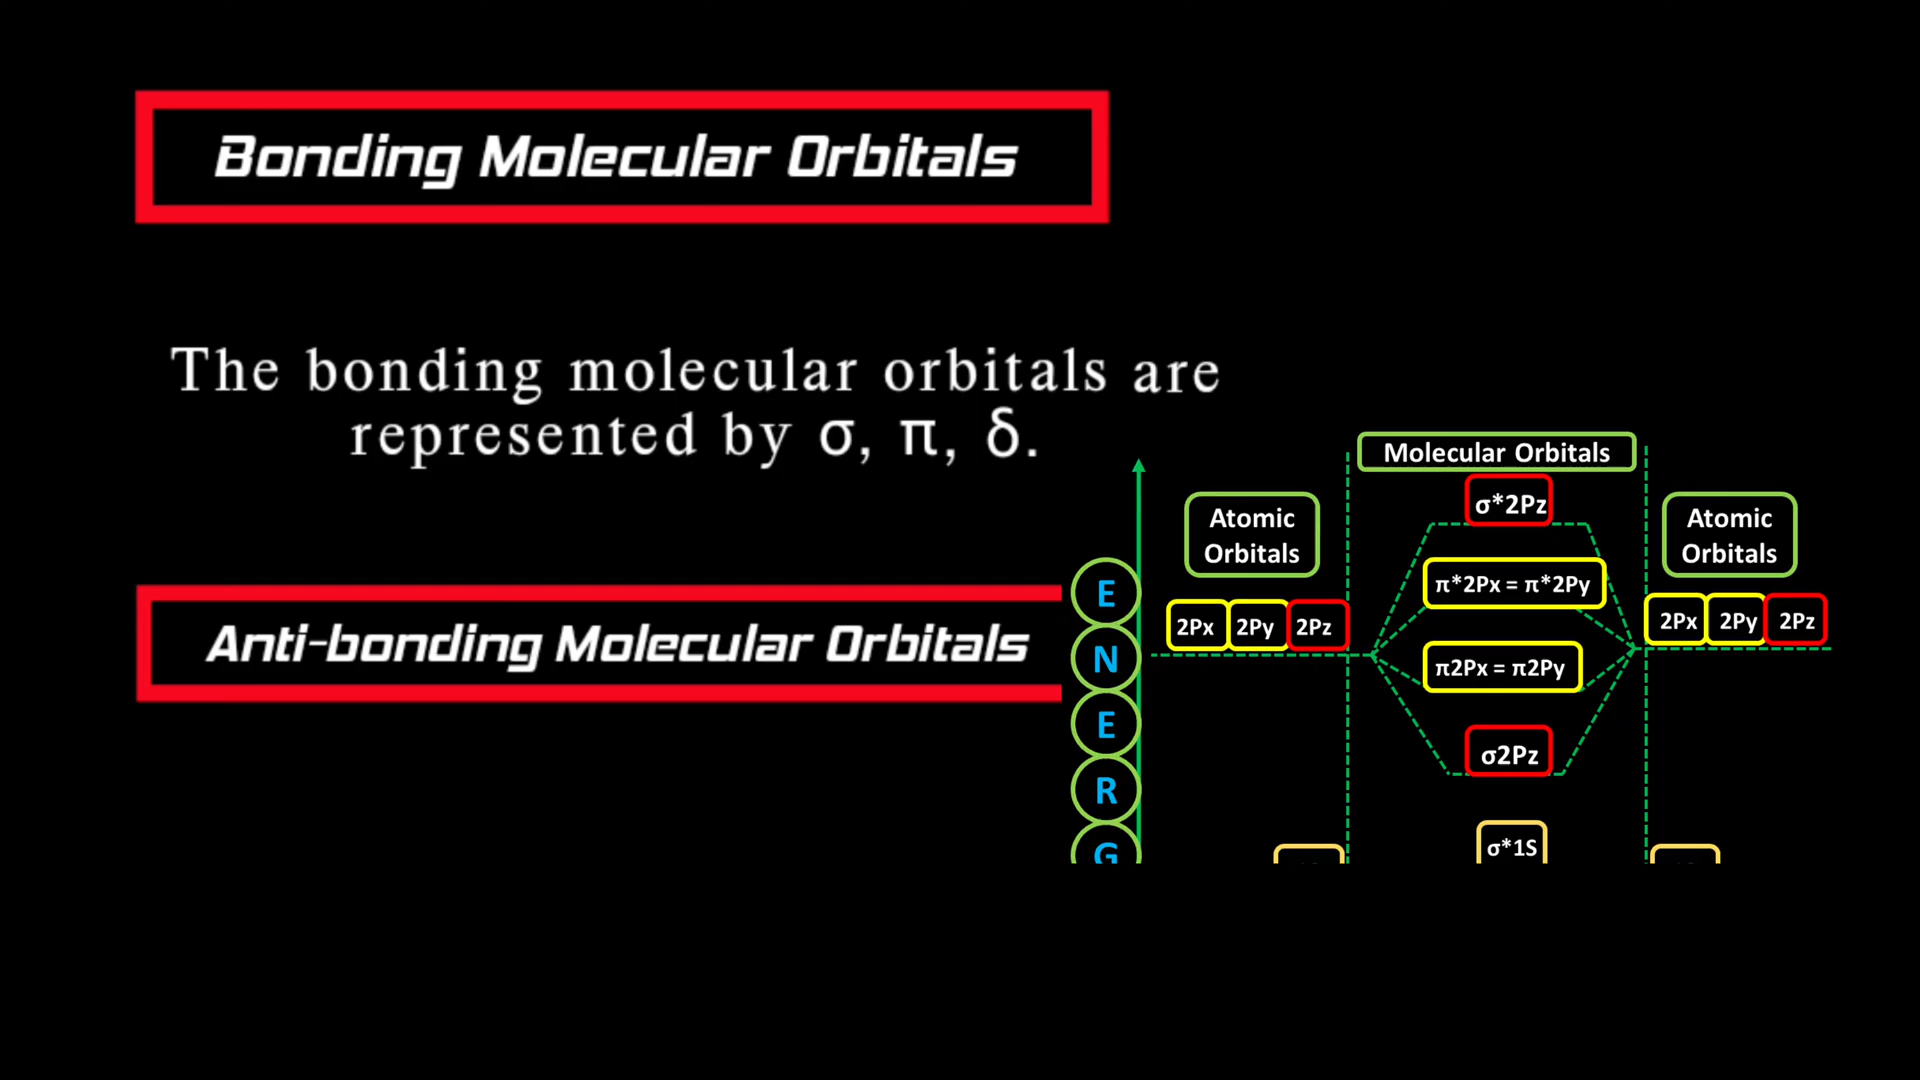 Bonding Molecular Orbitals
The bonding molecular orbitals are
represented by σ, π, δ.
Anti-bonding Molecular Orbitals
E
N
E
R
G
Molecular Orbitals
Atomic
Orbitals
Atomic
Orbitals
σ*2Pz
π*2Px = π*2Py
2Px 2Py 2Pz
2Px 2Py 2Pz
π2Px = π2Py
σ2Pz
σ*1S